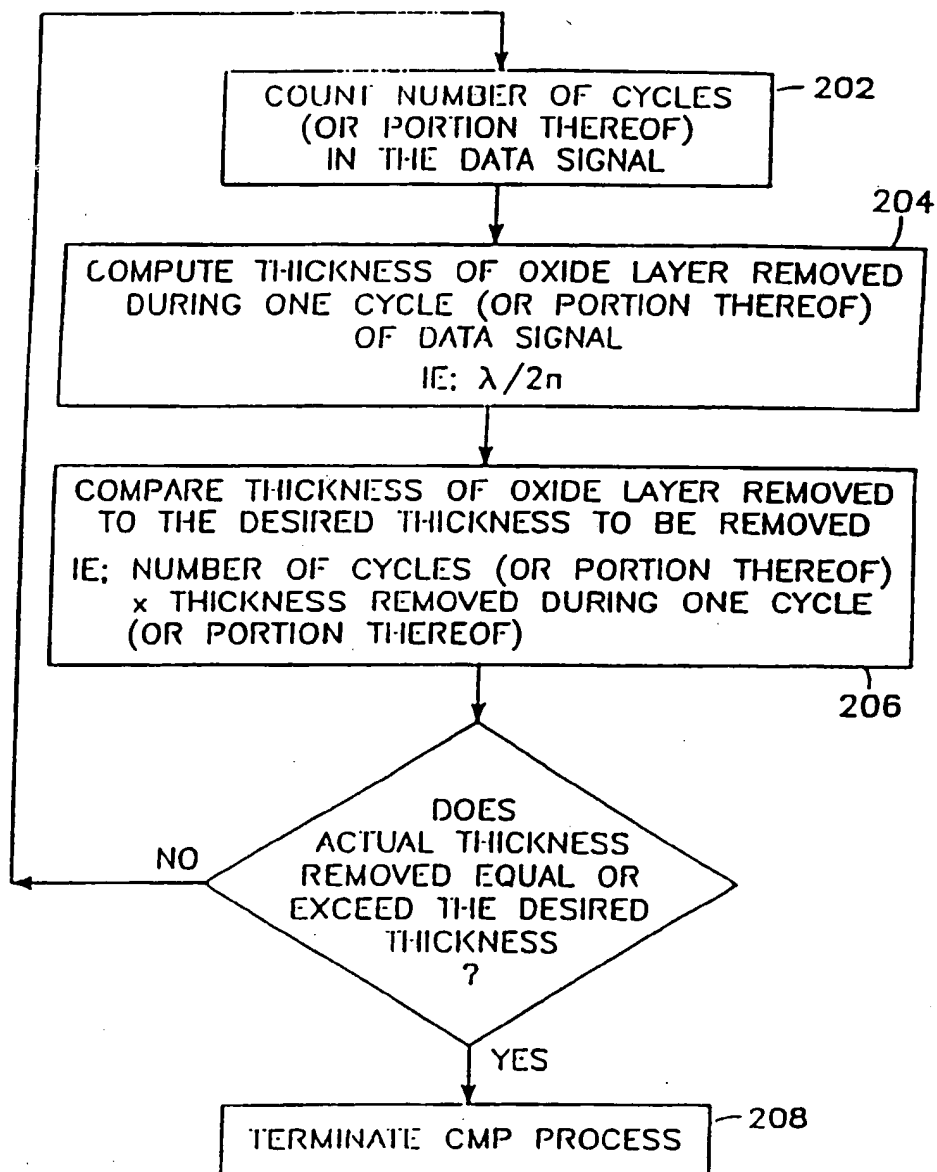 COUNT NUMBER OF CYCLES
(OR PORTION THEREOF)
IN THE DATA SIGNAL
202
204
COMPUTE THICKNESS OF OXIDE LAYER REMOVED
DURING ONE CYCLE (OR PORTION THEREOF)
OF DATA SIGNAL
IE: λ/2n
COMPARE THICKNESS OF OXIDE LAYER REMOVED
TO THE DESIRED THICKNESS TO BE REMOVED
IE: NUMBER OF CYCLES (OR PORTION THEREOF)
x THICKNESS REMOVED DURING ONE CYCLE
(OR PORTION THEREOF)
206
DOES
ACTUAL THICKNESS
REMOVED EQUAL OR
EXCEED THE DESIRED
THICKNESS
?
NO
YES
TERMINATE CMP PROCESS
208